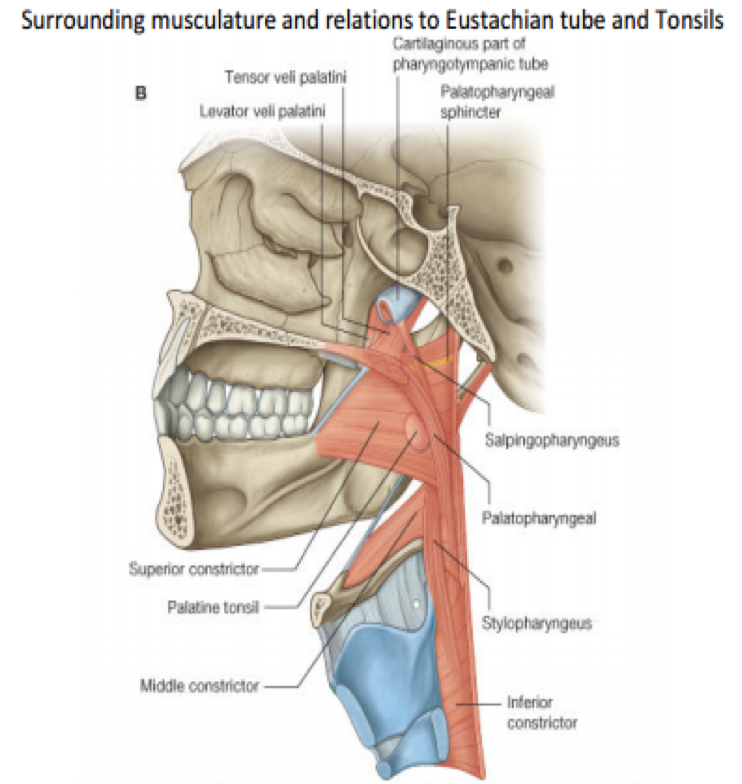 Surrounding musculature and relations to Eustachian tube and Tonsils
Cartilaginous part of
pharyngotympanic tube
Tensor veli palatini
B
Palatopharyngeal
sphincter
Levator veli palatini
Salpingopharyngeus
Palatopharyngeal
Superior constrictor
Palatine tonsil
Stylopharyngeus
Middle constrictor
Inferior
constrictor